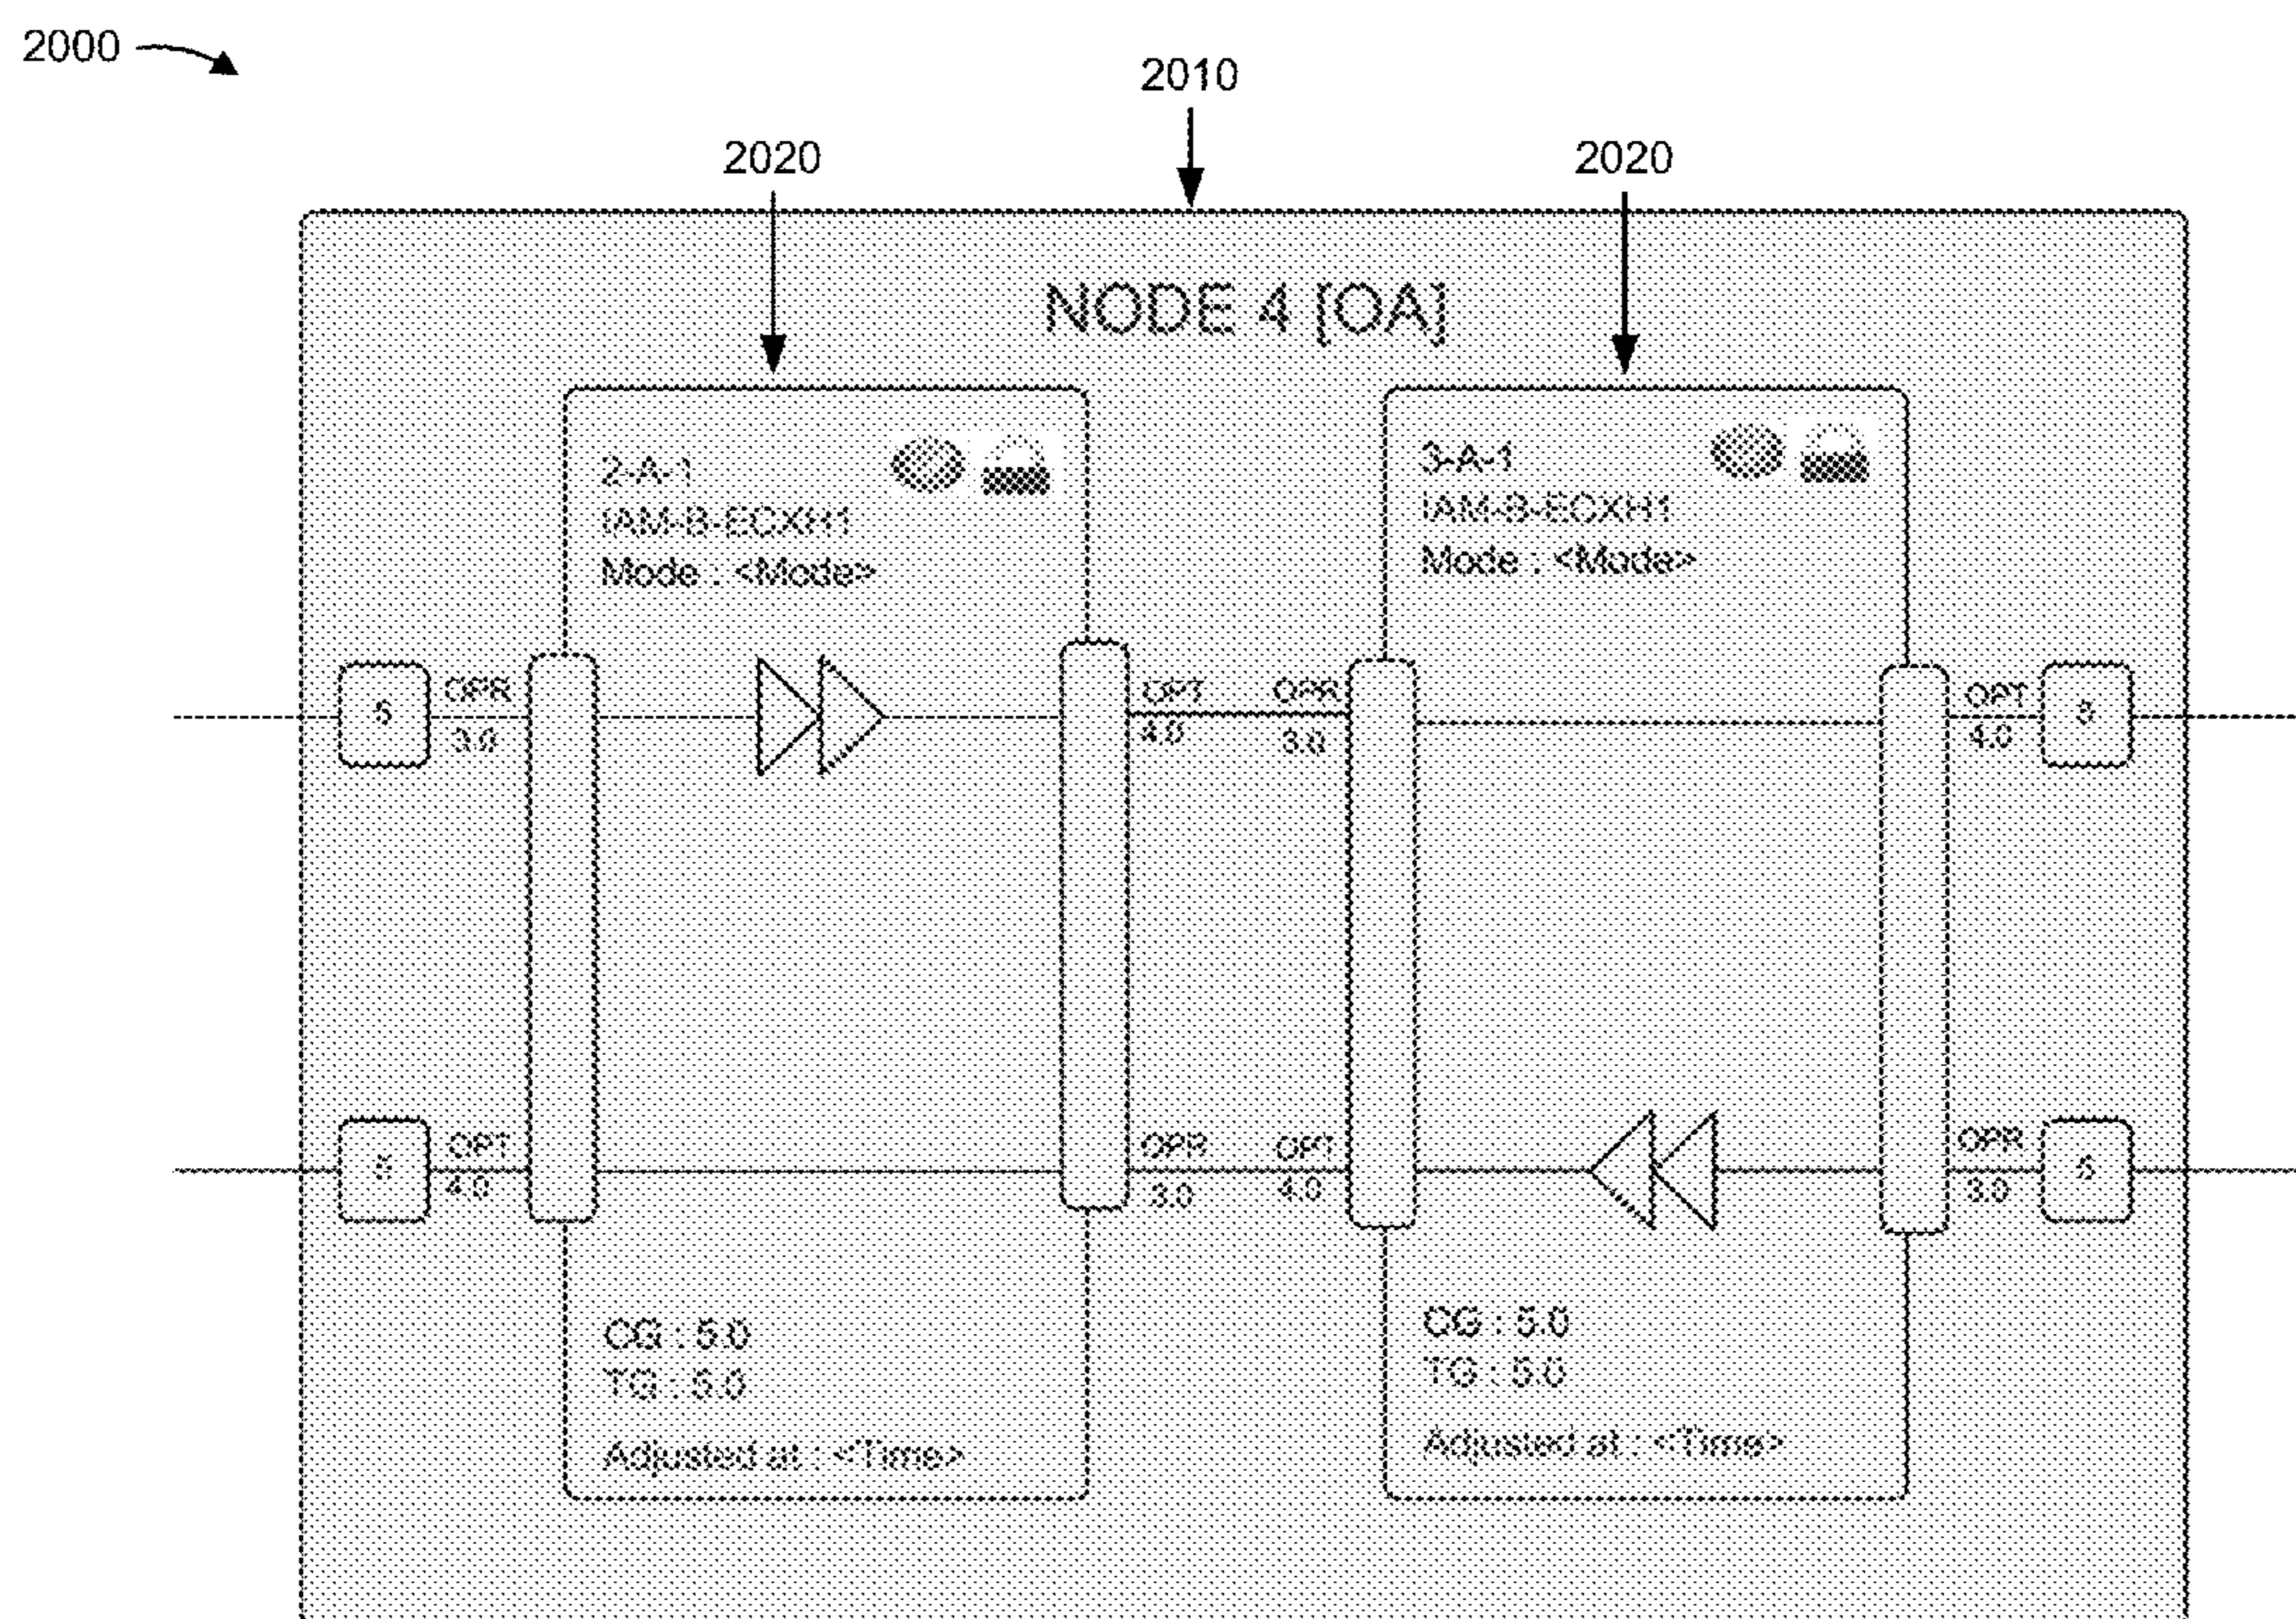 2000
2010
2020 2020
NODE 4 [OA]
2-A-1
IAM-B-ECXH1
Mode : <Mode>
3-A-1
IAM-B-ECXH1
Mode : <Mode>
5 OPR 3.0
OPT 4.0
OPR 3.0
OPT 4.0
OPT 4.0
OPR 3.0
OPT 4.0
OPR 3.0 5
CG : 5.0
TG : 5.0
Adjusted at : <Time>
CG : 5.0
TG : 5.0
Adjusted at : <Time>